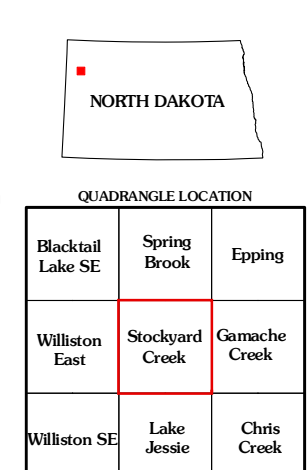 NORTH DAKOTA
QUADRANGLE LOCATION
Blacktail
Lake SE
Spring
Brook
Epping
Williston
East
Stockyard
Creek
Gamache
Creek
Williston SE
Lake
Jessie
Chris
Creek